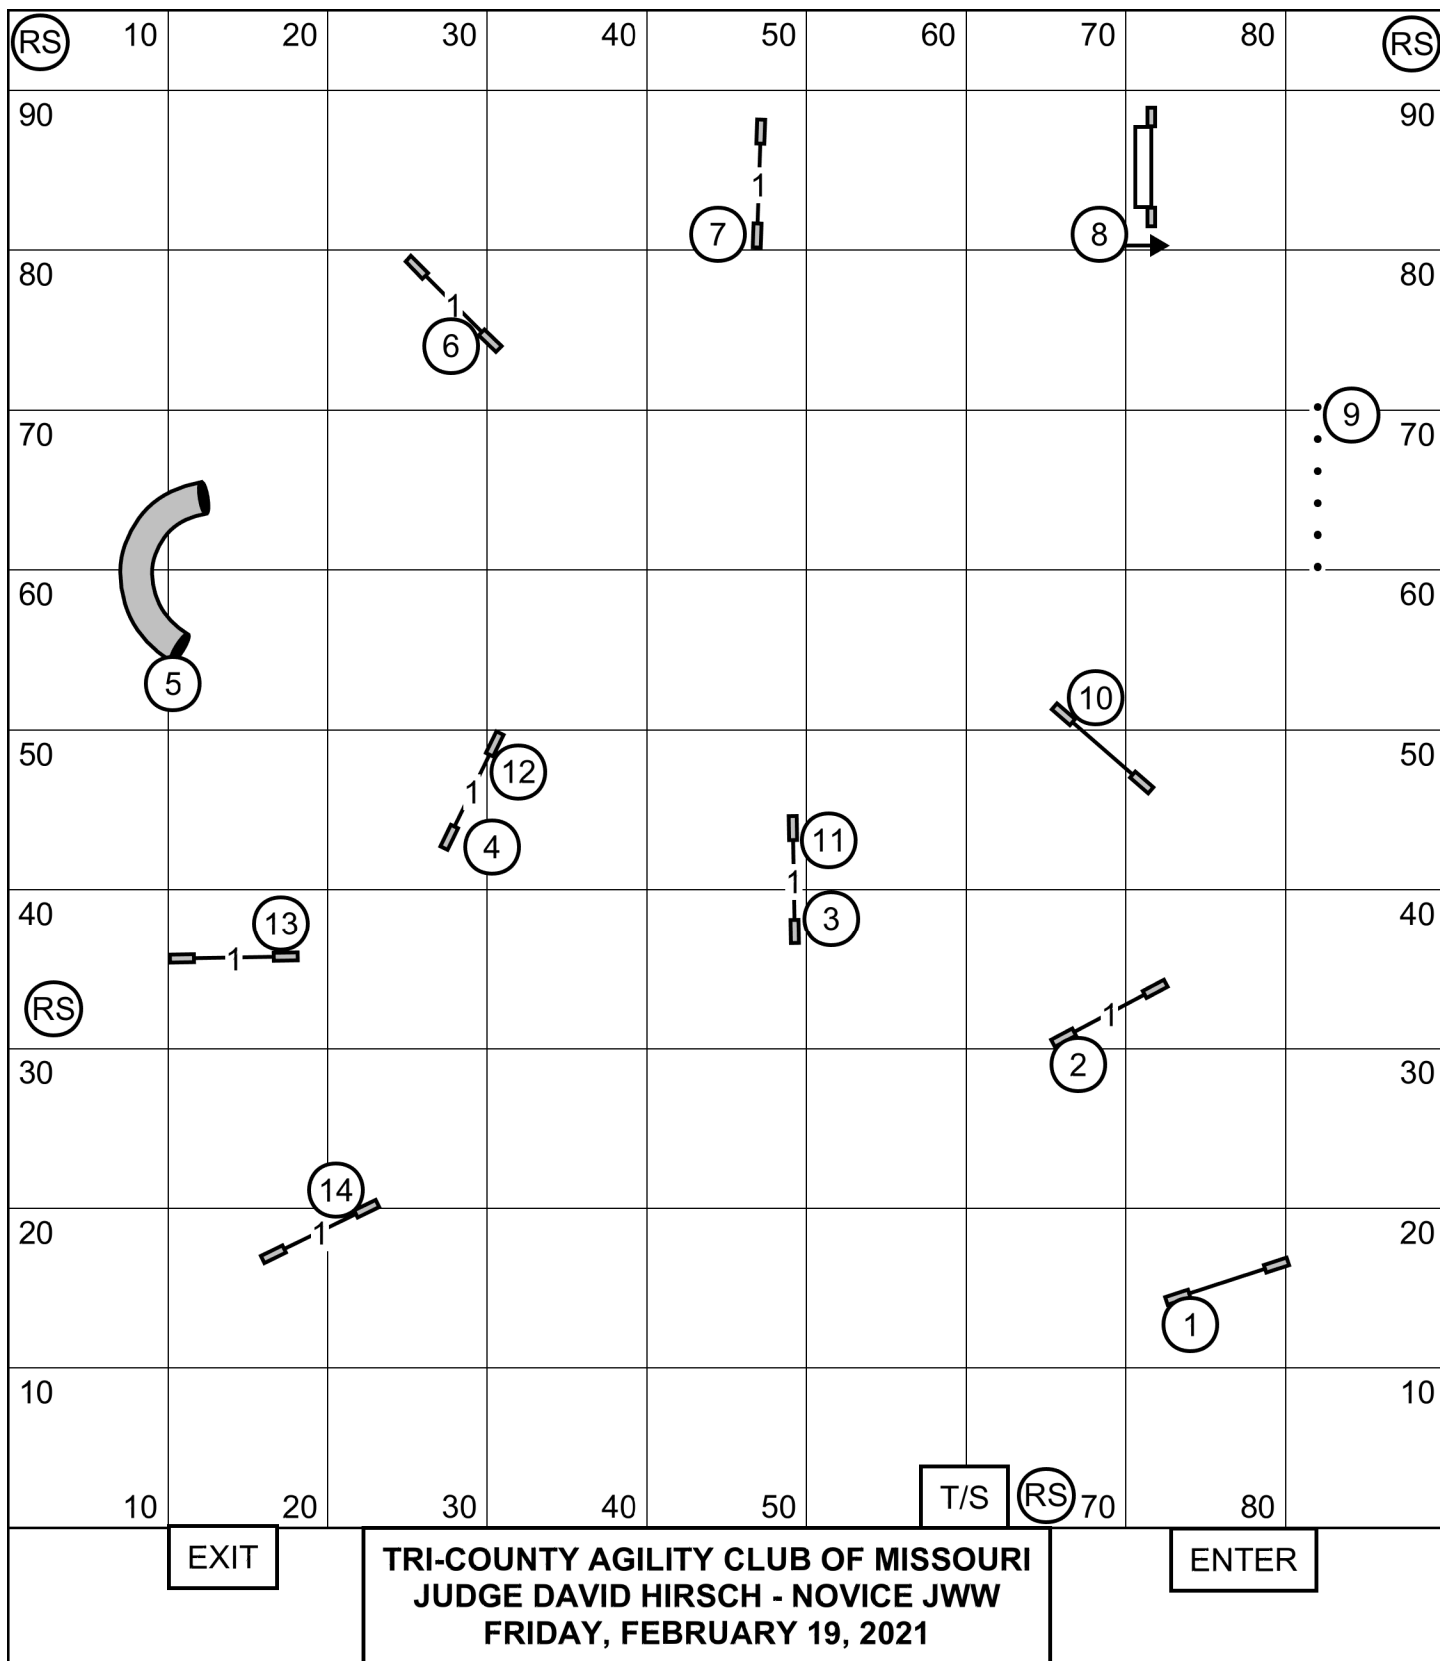 RS 10 20 30 40 50 60 70 80 RS
90 90
1
7 8
80 80
1
6
9
70 70
60 60
5
10
50 50
12
1
4
11
1
40 13 3 40
1
RS
1
2
30 30
14
20 1 20
1
10 10
10 20 30 40 50 T/S RS 70 80
EXIT ENTER
TRI-COUNTY AGILITY CLUB OF MISSOURI
JUDGE DAVID HIRSCH - NOVICE JWW
FRIDAY, FEBRUARY 19, 2021